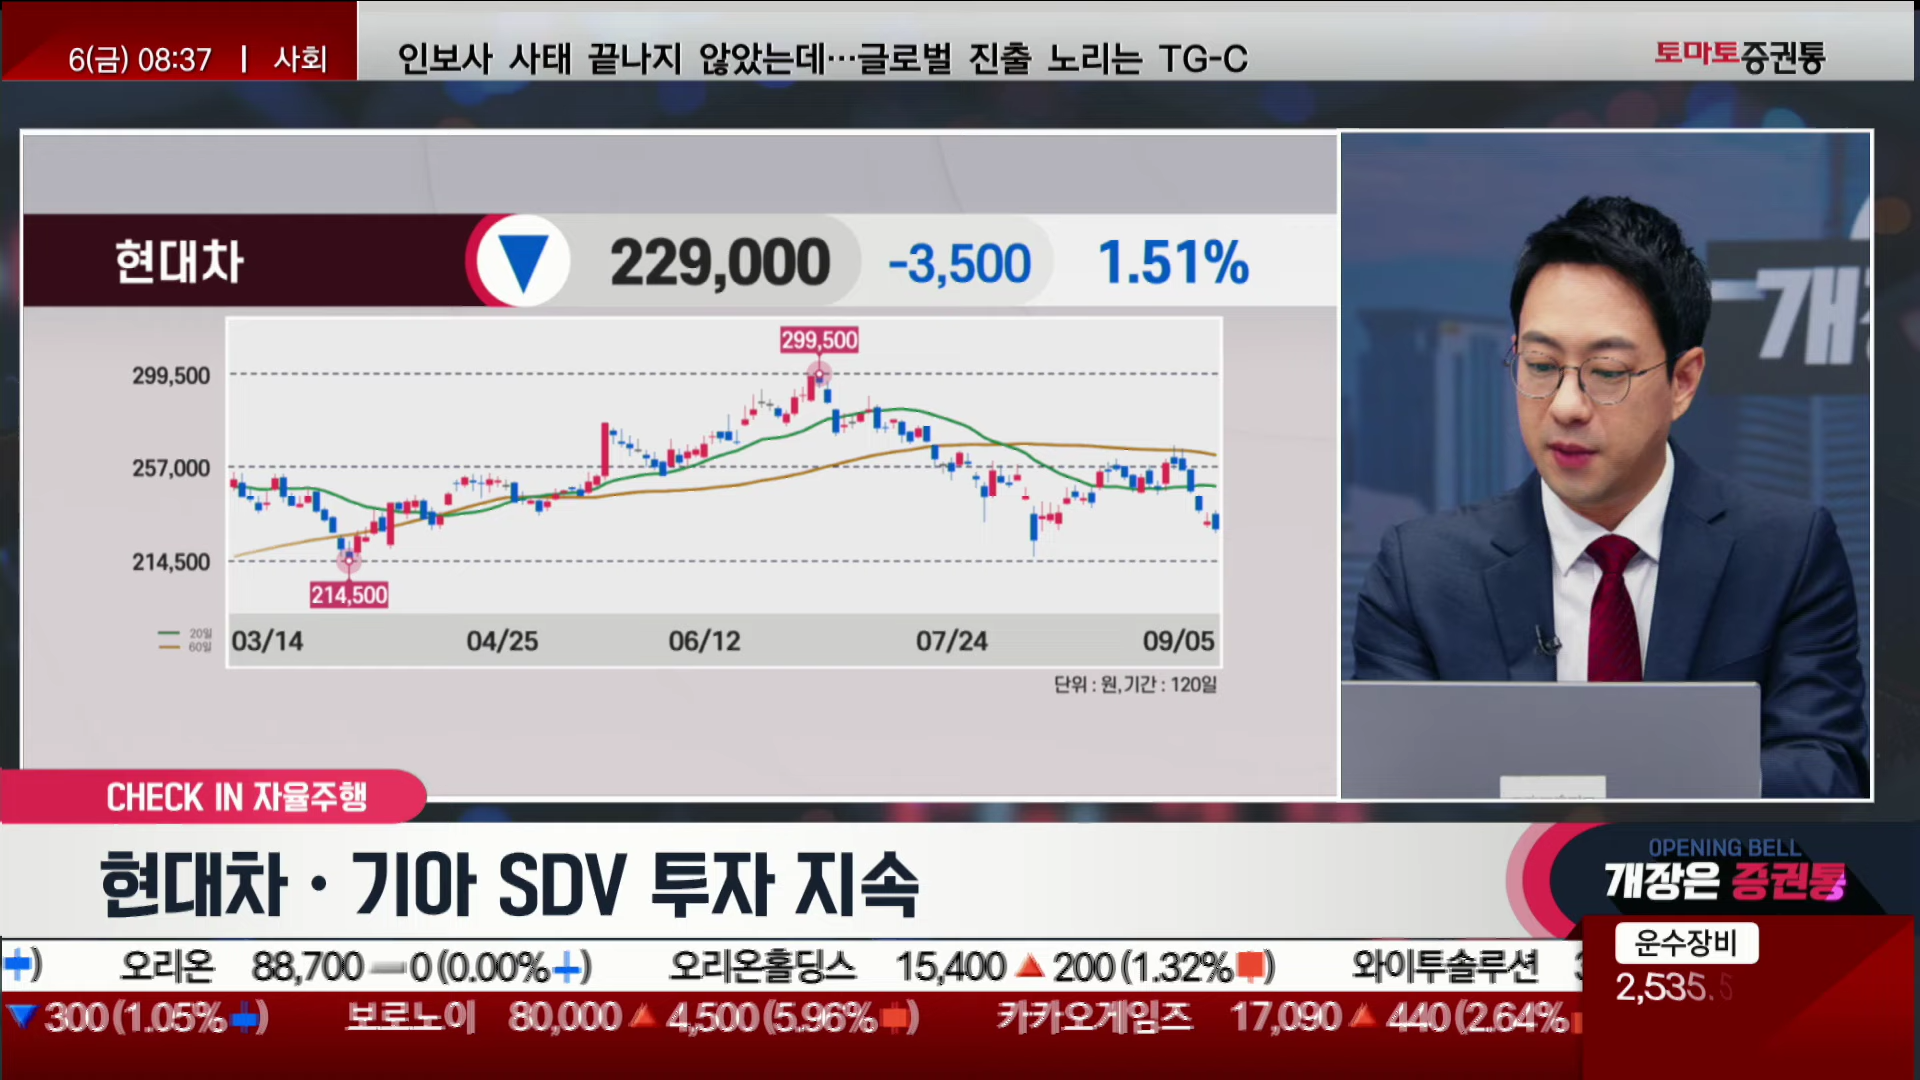 6(금) 08:37 | 사회
인보사 사태 끝나지 않았는데…글로벌 진출 노리는 TG-C
토마토증권통
현대차 ▼ 229,000 -3,500 1.51%
299,500
299,500
257,000
214,500
214,500
20일
60일
03/14 04/25 06/12 07/24 09/05
단위 : 원, 기간 : 120일
개
CHECK IN 자율주행
현대차 · 기아 SDV 투자 지속
OPENING BELL
개장은 증권통
운수장비
2,535.5
) 오리온 88,700 0(0.00%) 오리온홀딩스 15,400 ▲ 200(1.32%) 와이투솔루션
▼ 300(1.05%) 보로노이 80,000 ▲ 4,500(5.96%) 카카오게임즈 17,090 ▲ 440(2.64%